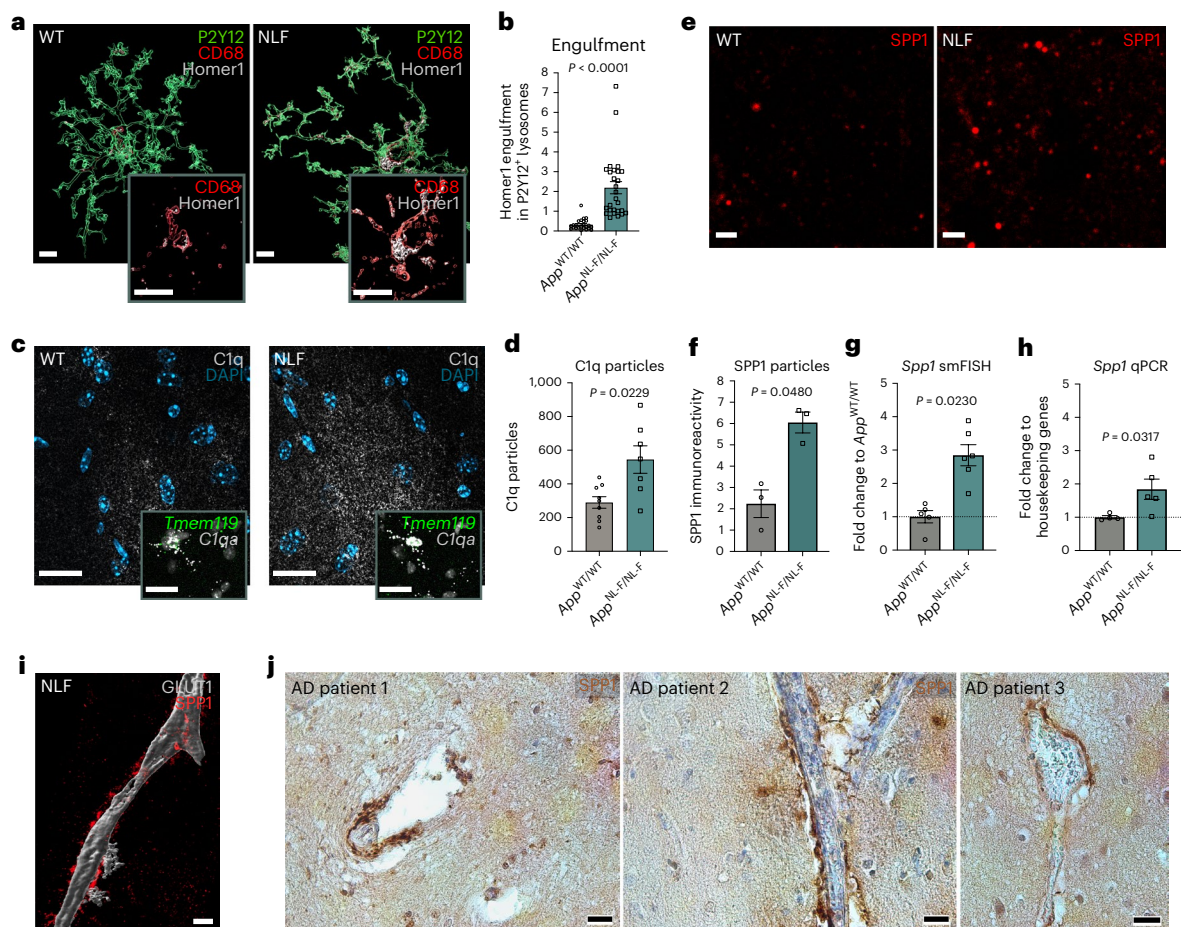 a
WT
P2Y12
CD68
Homer1
CD68
Homer1
NLF
P2Y12
CD68
Homer1
CD68
Homer1
b
Engulfment
P < 0.0001
Homer1 engulfment
in P2Y12⁺ lysosomes
8
7
6
5
4
3
2
1
0
App^WT/WT
App^NL-F/NL-F
e
WT
SPP1
NLF
SPP1
c
WT
C1q
DAPI
Tmem119
C1qa
NLF
C1q
DAPI
Tmem119
C1qa
d
C1q particles
P = 0.0229
C1q particles
1,000
800
600
400
200
0
App^WT/WT
App^NL-F/NL-F
f
SPP1 particles
P = 0.0480
SPP1 immunoreactivity
8
7
6
5
4
3
2
1
0
App^WT/WT
App^NL-F/NL-F
g
Spp1 smFISH
P = 0.0230
Fold change to App^WT/WT
5
4
3
2
1
0
App^WT/WT
App^NL-F/NL-F
h
Spp1 qPCR
P = 0.0317
Fold change to
housekeeping genes
5
4
3
2
1
0
App^WT/WT
App^NL-F/NL-F
i
NLF
GLUT1
SPP1
j
AD patient 1
SPP1
AD patient 2
SPP1
AD patient 3